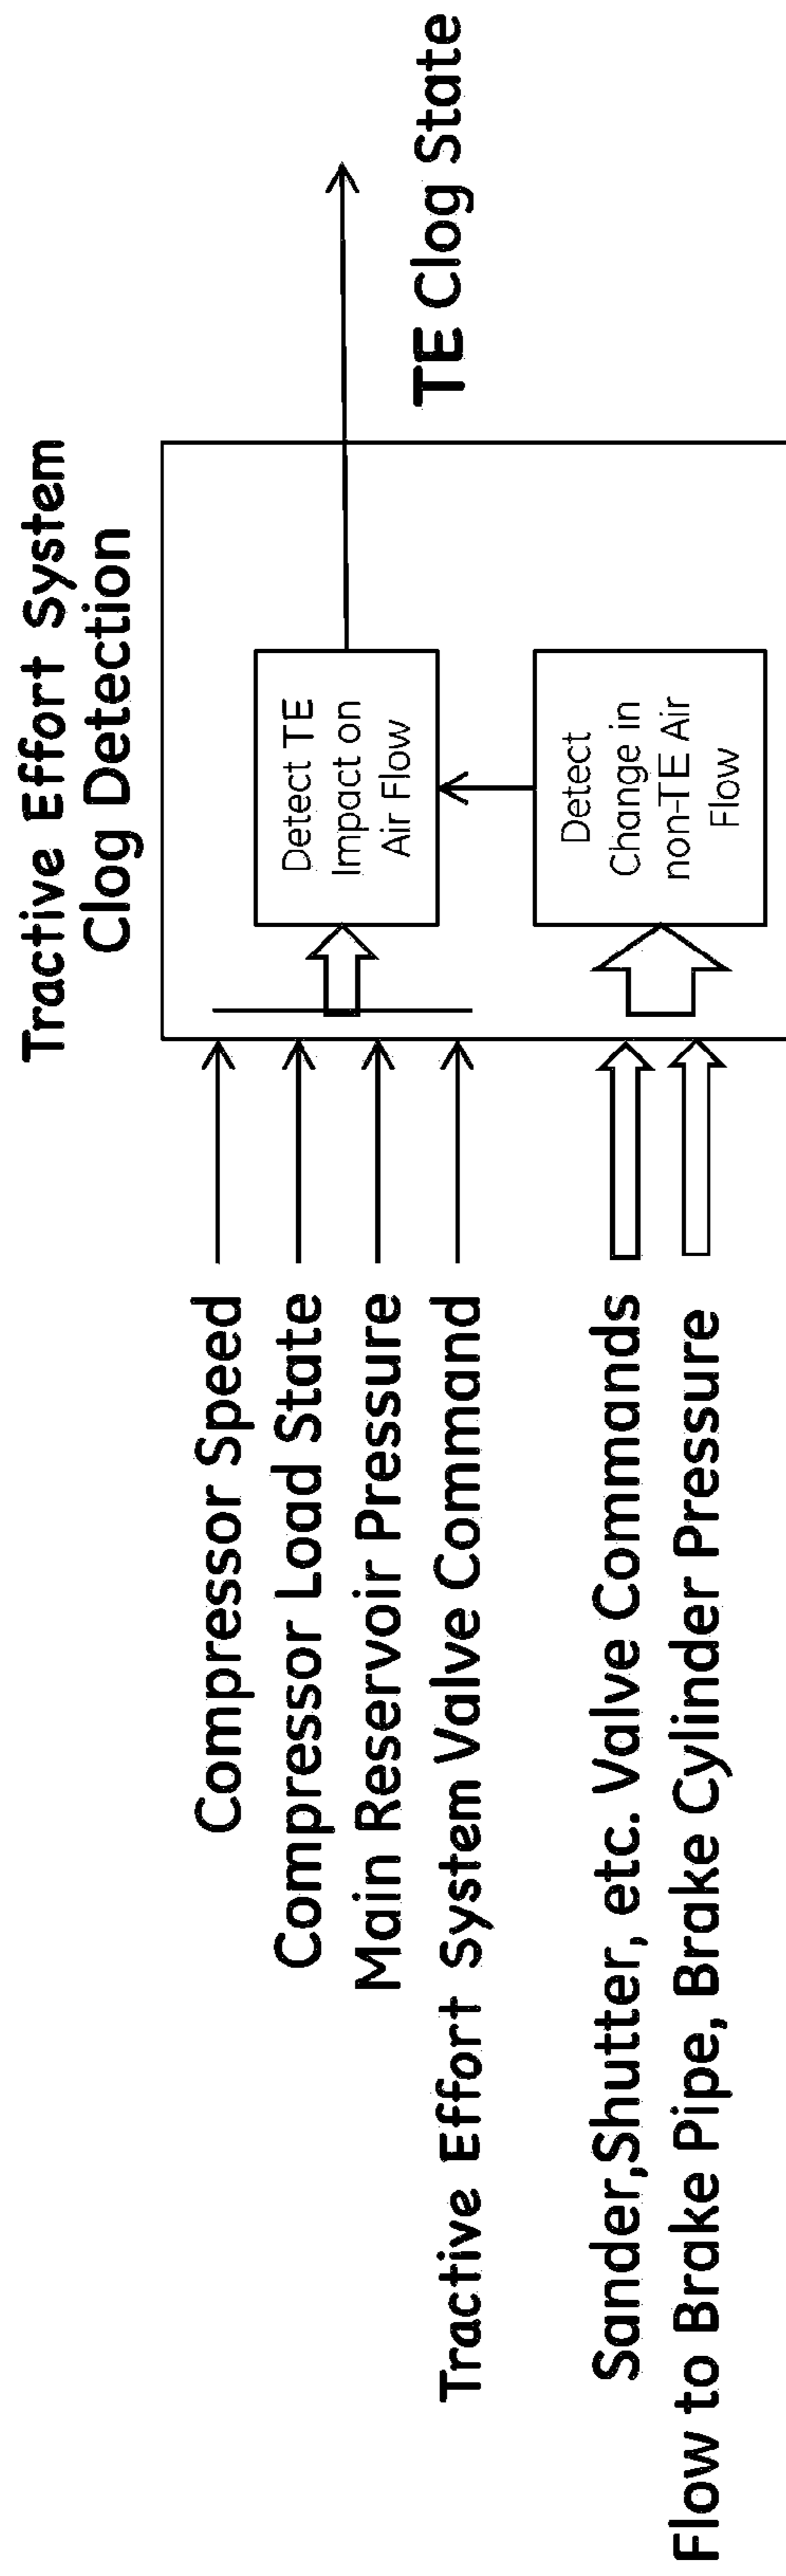 Tractive Effort System
Clog Detection
Compressor Speed
Compressor Load State
Main Reservoir Pressure
Tractive Effort System Valve Command
Sander,Shutter, etc. Valve Commands
Flow to Brake Pipe, Brake Cylinder Pressure
Detect TE
Impact on
Air Flow
Detect
Change in
non-TE Air
Flow
TE Clog State